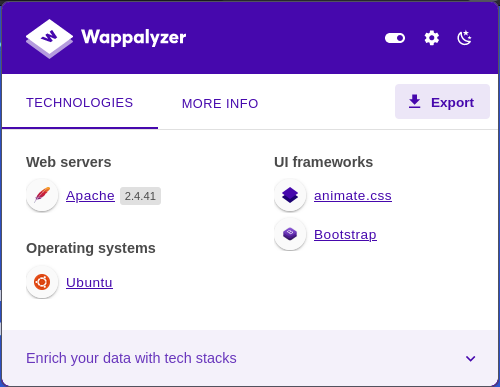 Wappalyzer
TECHNOLOGIES
MORE INFO
Export
Web servers
Apache 2.4.41
Operating systems
Ubuntu
UI frameworks
animate.css
Bootstrap
Enrich your data with tech stacks